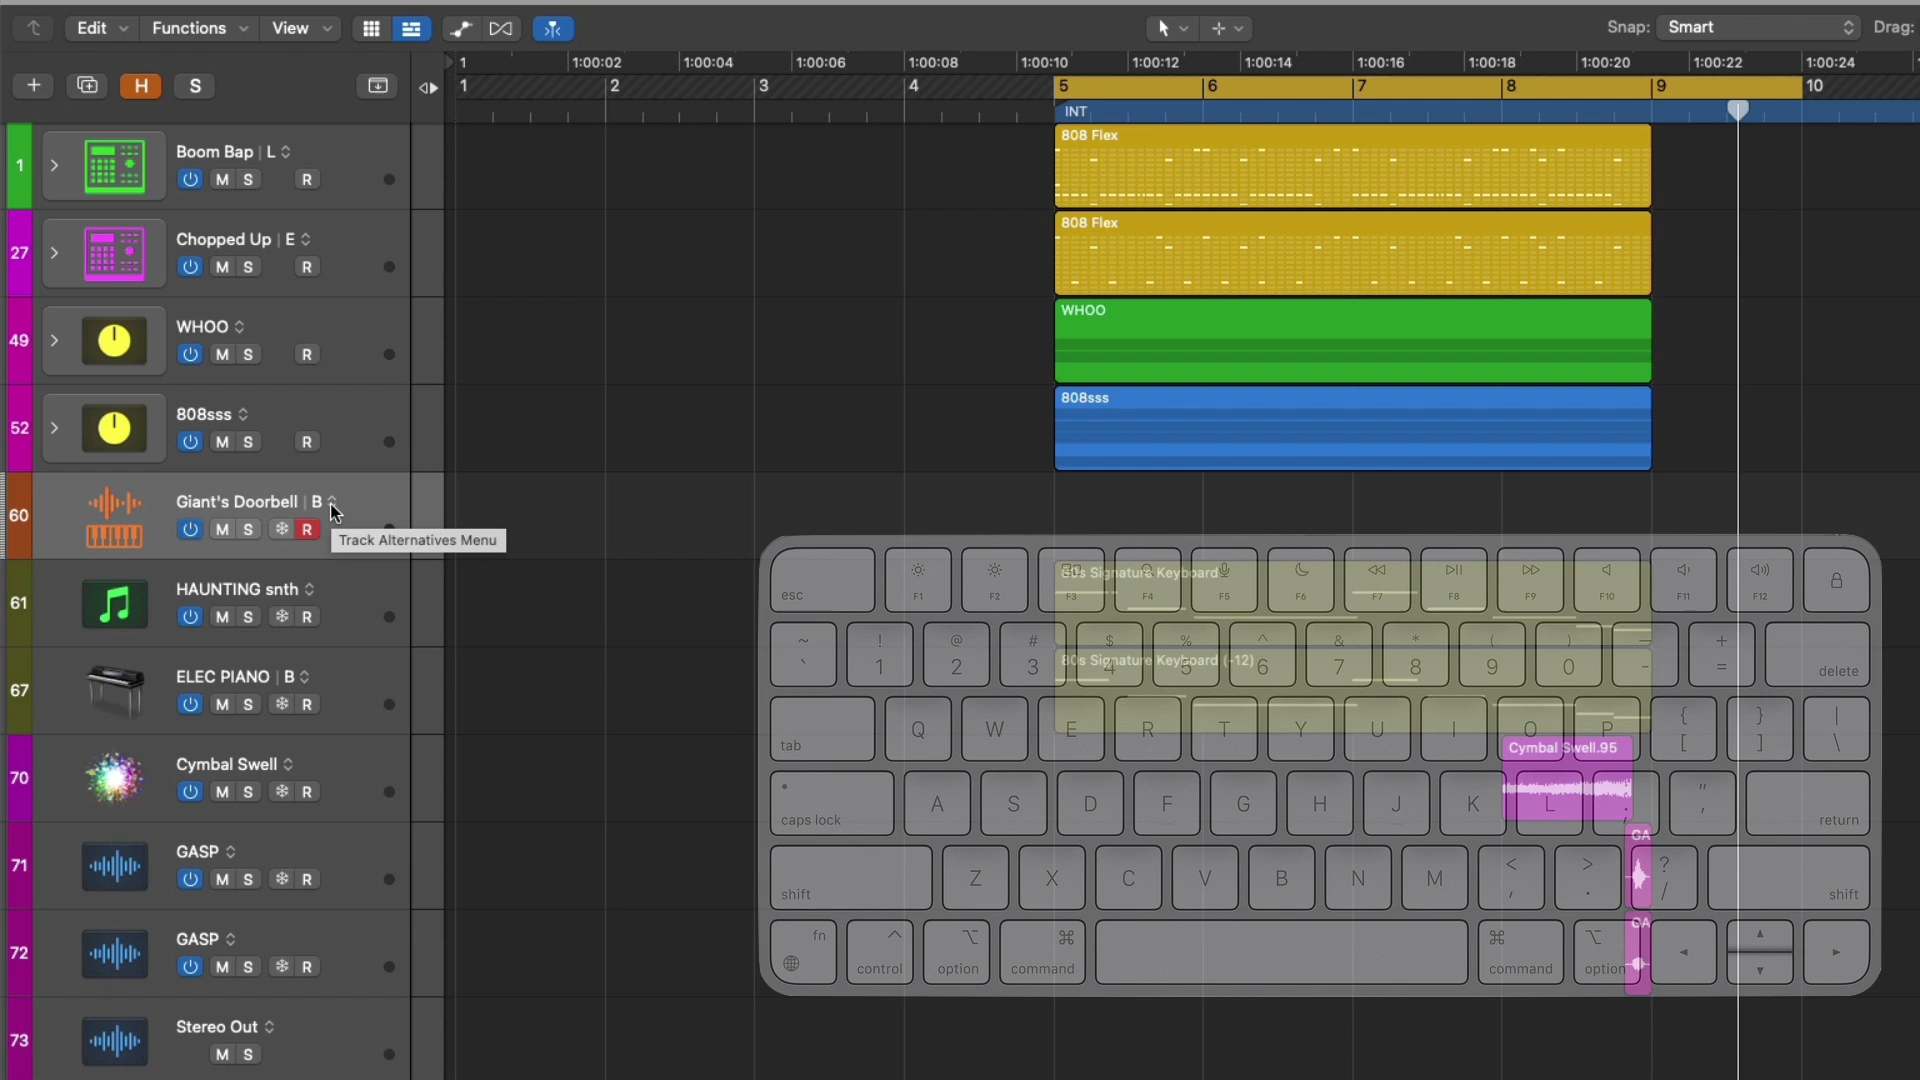 Edit Functions View Snap: Smart Drag:
1 1:00:02 1:00:04 1:00:06 1:00:08 1:00:10 1:00:12 1:00:14 1:00:16 1:00:18 1:00:20 1:00:22 1:00:24
H S 1 2 3 4 5 6 7 8 9 10
INT
808 Flex
1 Boom Bap | L
M S R
808 Flex
27 Chopped Up | E
M S R
WHOO
49 WHOO
M S R
808sss
52 808sss
M S R
60 Giant's Doorbell | B
M S R
Track Alternatives Menu
80s Signature Keyboard
61 HAUNTING snth
M S R
80s Signature Keyboard (-12)
67 ELEC PIANO | B
M S R
Cymbal Swell.95
70 Cymbal Swell
M S R
GA
71 GASP
M S R
GA
72 GASP
M S R
73 Stereo Out
M S
esc F1 F2 F3 F4 F5 F6 F7 F8 F9 F10 F11 F12
~ ! @ # $ % ^ & * ( ) — +
` 1 2 3 4 5 6 7 8 9 0 - = delete
tab Q W E R T Y U I O P { [ } ] | \
caps lock A S D F G H J K L : ; " , return
shift Z X C V B N M < , > . ? / shift
fn control option command command option